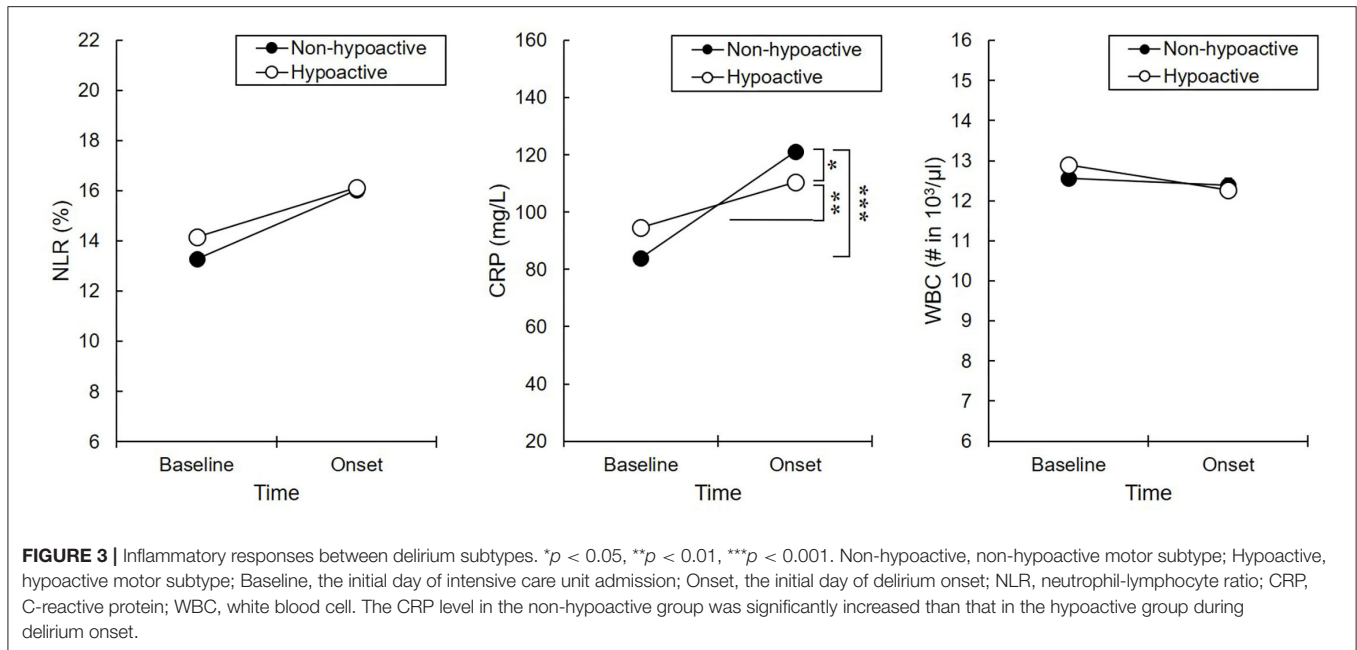 22
20
18
16
14
12
10
8
6
NLR (%)
Non-hypoactive
Hypoactive
Baseline
Onset
Time
160
140
120
100
80
60
40
20
CRP (mg/L)
Non-hypoactive
Hypoactive
*
**
***
Baseline
Onset
Time
16
15
14
13
12
11
10
9
8
7
6
WBC (# in 10³/μl)
Non-hypoactive
Hypoactive
Baseline
Onset
Time
FIGURE 3 | Inflammatory responses between delirium subtypes. *p < 0.05, **p < 0.01, ***p < 0.001. Non-hypoactive, non-hypoactive motor subtype; Hypoactive,
hypoactive motor subtype; Baseline, the initial day of intensive care unit admission; Onset, the initial day of delirium onset; NLR, neutrophil-lymphocyte ratio; CRP,
C-reactive protein; WBC, white blood cell. The CRP level in the non-hypoactive group was significantly increased than that in the hypoactive group during
delirium onset.